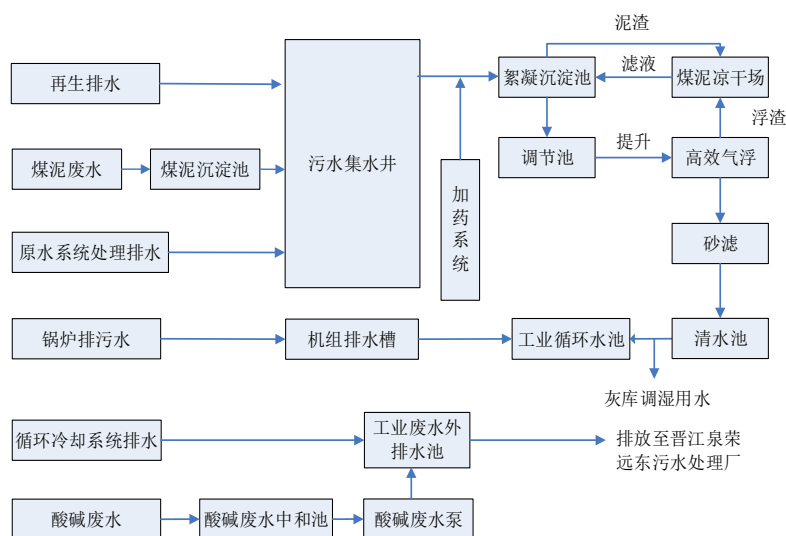 泥渣
再生排水
絮凝沉淀池
滤液
煤泥凉干场
浮渣
煤泥废水
煤泥沉淀池
污水集水井
调节池
提升
高效气浮
加
药
系
统
原水系统处理排水
砂滤
锅炉排污水
机组排水槽
工业循环水池
清水池
灰库调湿用水
循环冷却系统排水
工业废水外
排水池
排放至晋江泉荣
远东污水处理厂
酸碱废水
酸碱废水中和池
酸碱废水泵